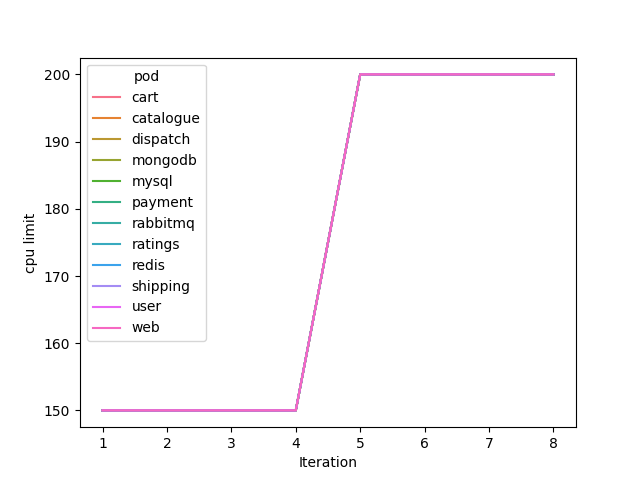 200
190
180
170
160
150
cpu limit
pod
cart
catalogue
dispatch
mongodb
mysql
payment
rabbitmq
ratings
redis
shipping
user
web
1 2 3 4 5 6 7 8
Iteration